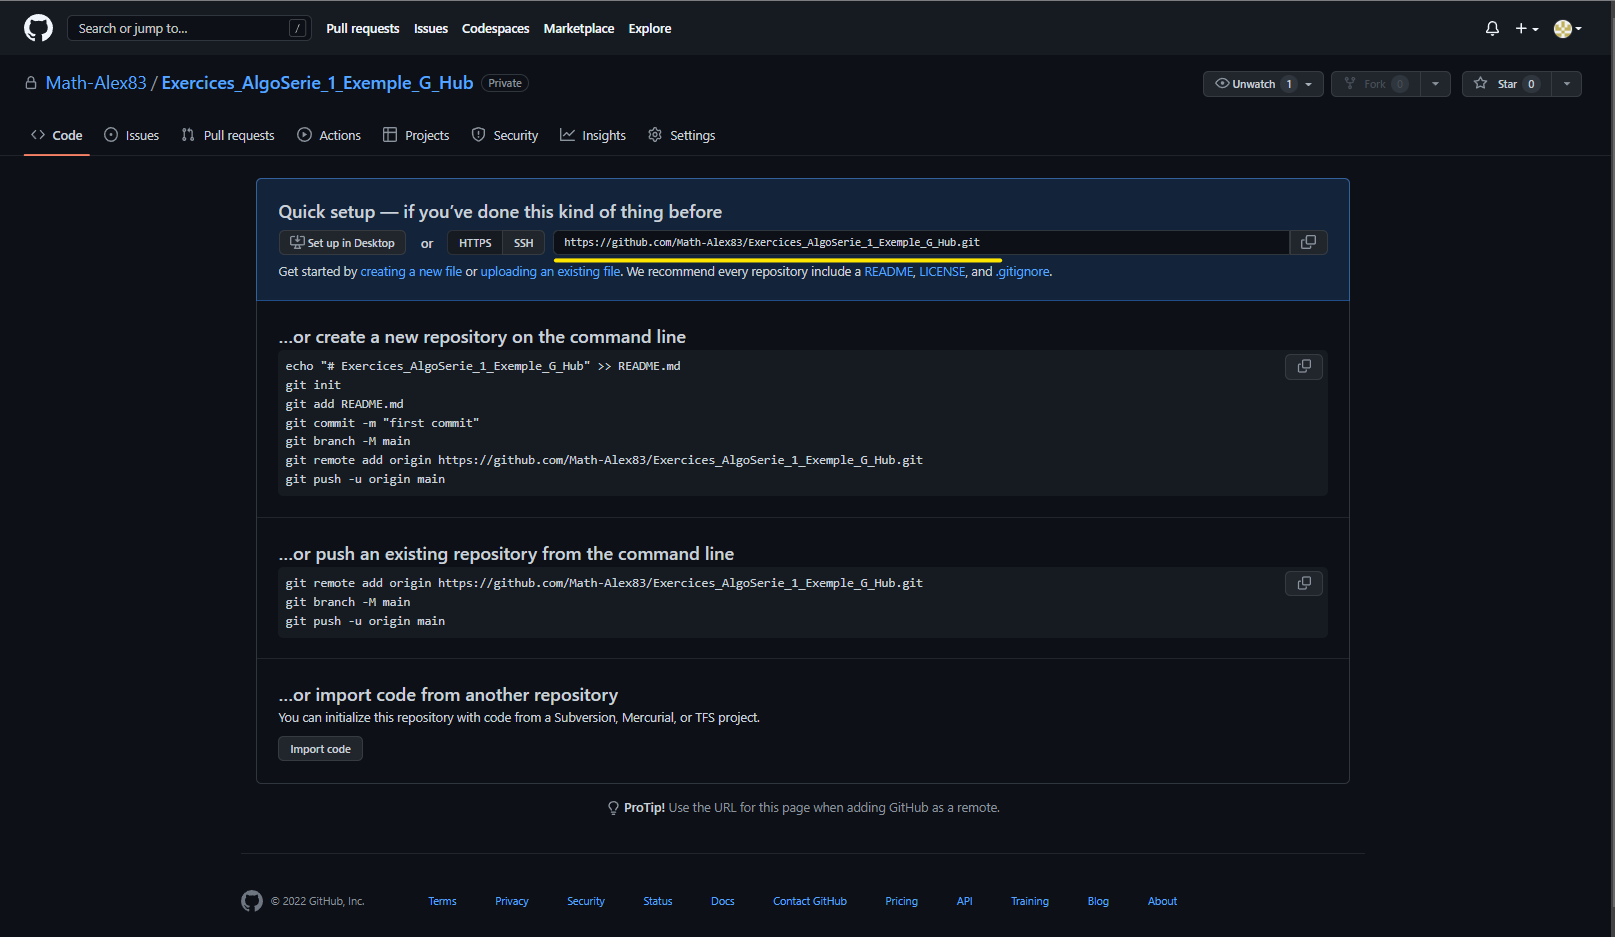 Search or jump to... / Pull requests Issues Codespaces Marketplace Explore
Math-Alex83 / Exercices_AlgoSerie_1_Exemple_G_Hub Private Unwatch 1 Fork 0 Star 0
Code Issues Pull requests Actions Projects Security Insights Settings
Quick setup — if you've done this kind of thing before
Set up in Desktop or HTTPS SSH https://github.com/Math-Alex83/Exercices_AlgoSerie_1_Exemple_G_Hub.git
Get started by creating a new file or uploading an existing file. We recommend every repository include a README, LICENSE, and .gitignore.
...or create a new repository on the command line
echo "# Exercices_AlgoSerie_1_Exemple_G_Hub" >> README.md
git init
git add README.md
git commit -m "first commit"
git branch -M main
git remote add origin https://github.com/Math-Alex83/Exercices_AlgoSerie_1_Exemple_G_Hub.git
git push -u origin main
...or push an existing repository from the command line
git remote add origin https://github.com/Math-Alex83/Exercices_AlgoSerie_1_Exemple_G_Hub.git
git branch -M main
git push -u origin main
...or import code from another repository
You can initialize this repository with code from a Subversion, Mercurial, or TFS project.
Import code
ProTip! Use the URL for this page when adding GitHub as a remote.
© 2022 GitHub, Inc. Terms Privacy Security Status Docs Contact GitHub Pricing API Training Blog About